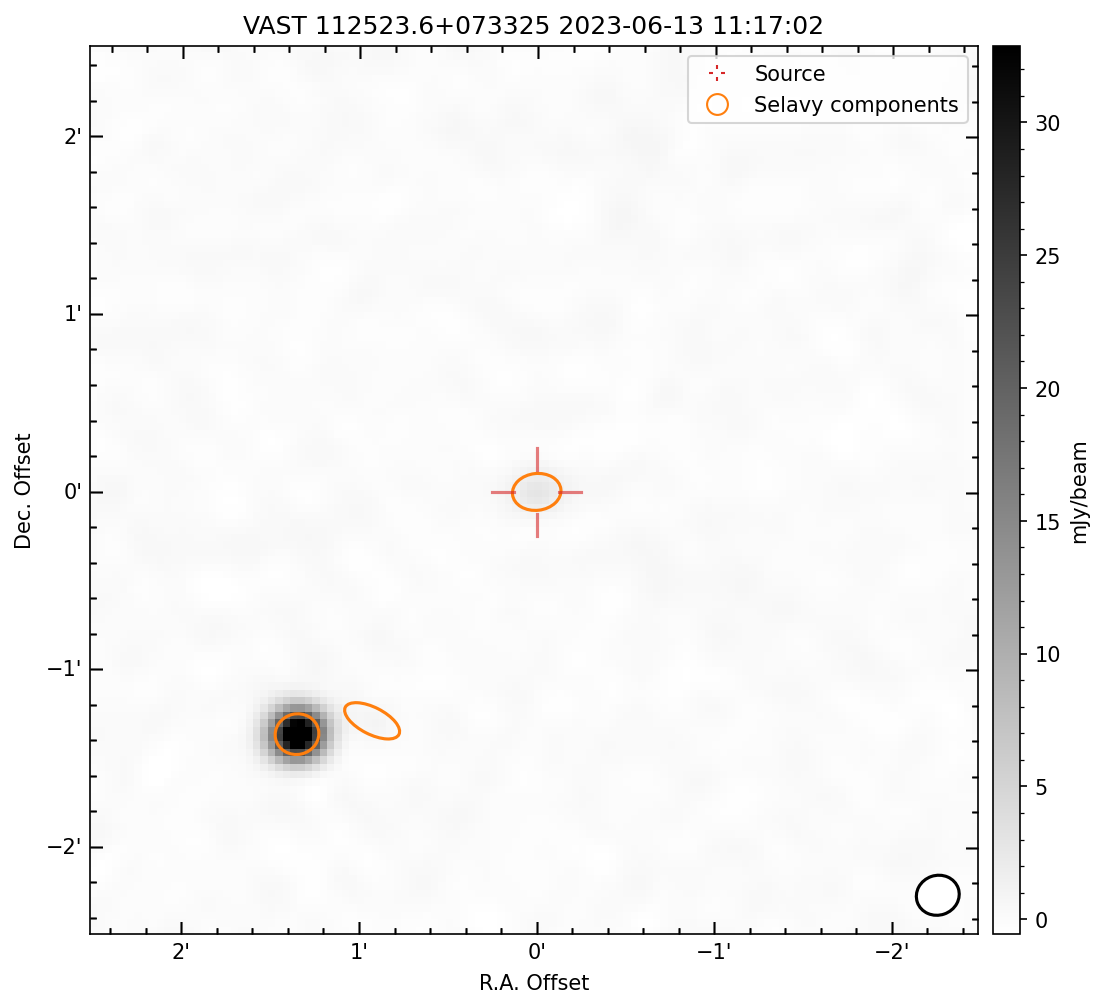 VAST 112523.6+073325 2023-06-13 11:17:02
Source
Selavy components
2'
1'
0'
−1'
−2'
Dec. Offset
2'
1'
0'
−1'
−2'
R.A. Offset
30
25
20
15
10
5
0
mJy/beam